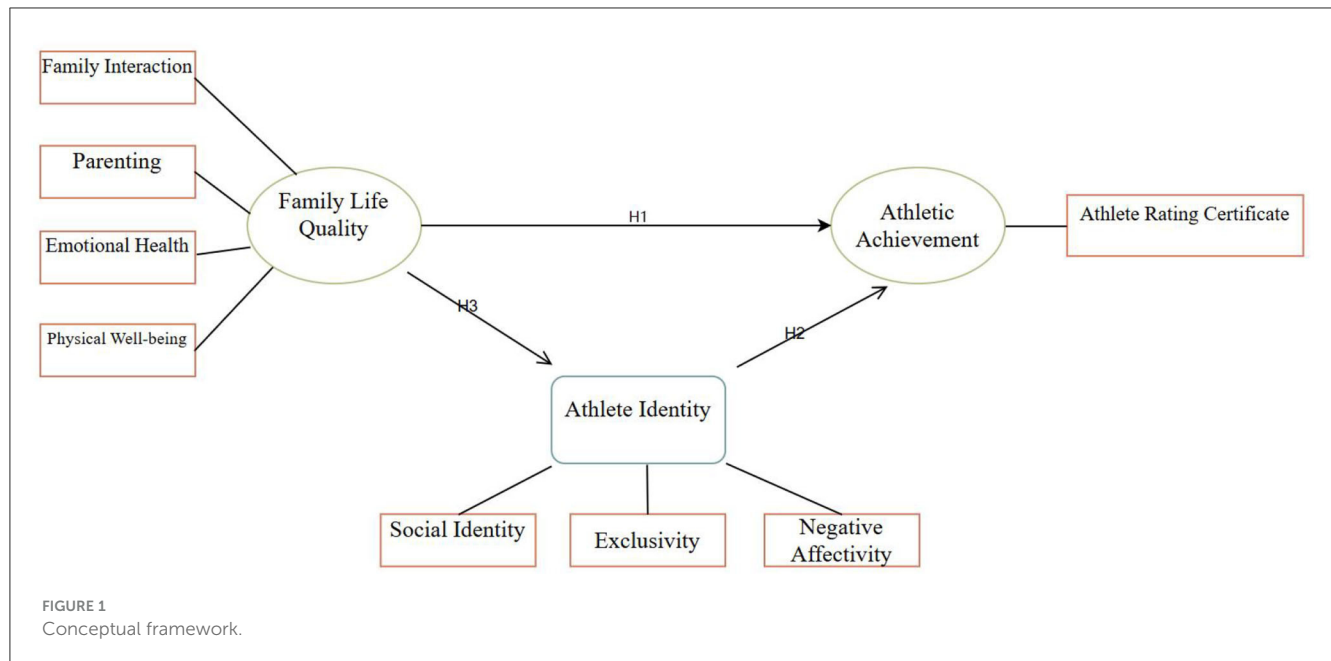 Family Interaction
Parenting
Emotional Health
Physical Well-being
Family Life
Quality
H1
Athletic
Achievement
Athlete Rating Certificate
H3
H2
Athlete Identity
Social Identity
Exclusivity
Negative
Affectivity
FIGURE 1
Conceptual framework.